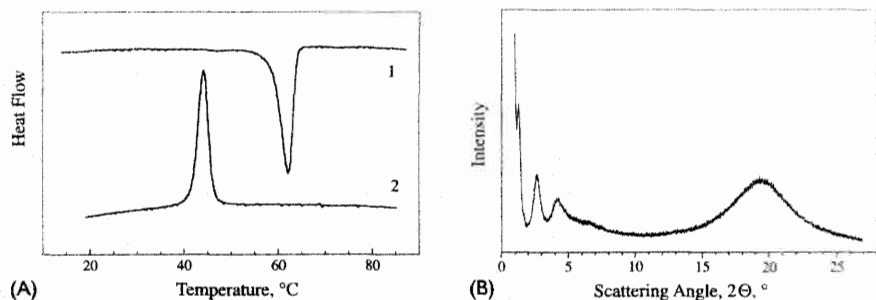 Heat Flow
1
2
20
40
60
80
(A)
Temperature, °C
Intensity
0
5
10
15
20
25
(B)
Scattering Angle, 2Θ, °